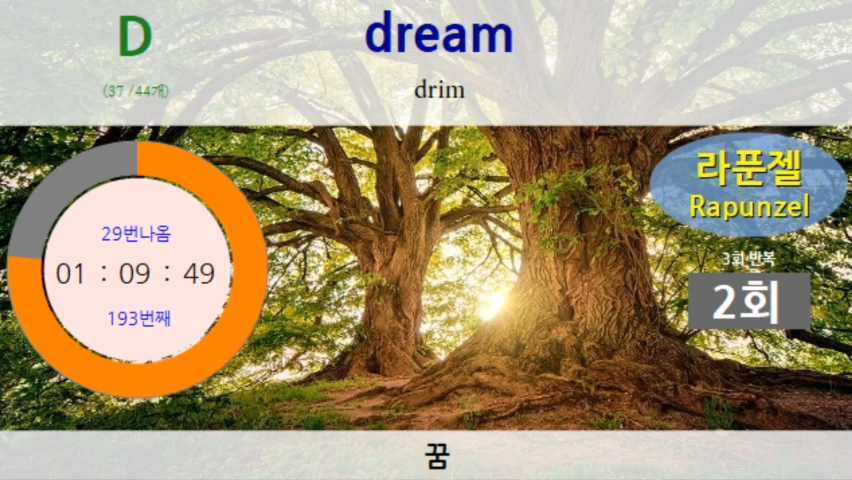 D
(37 /44개)
dream
drim
29번나옴
01 : 09 : 49
193번째
라푼젤
Rapunzel
3회 반복
2회
꿈